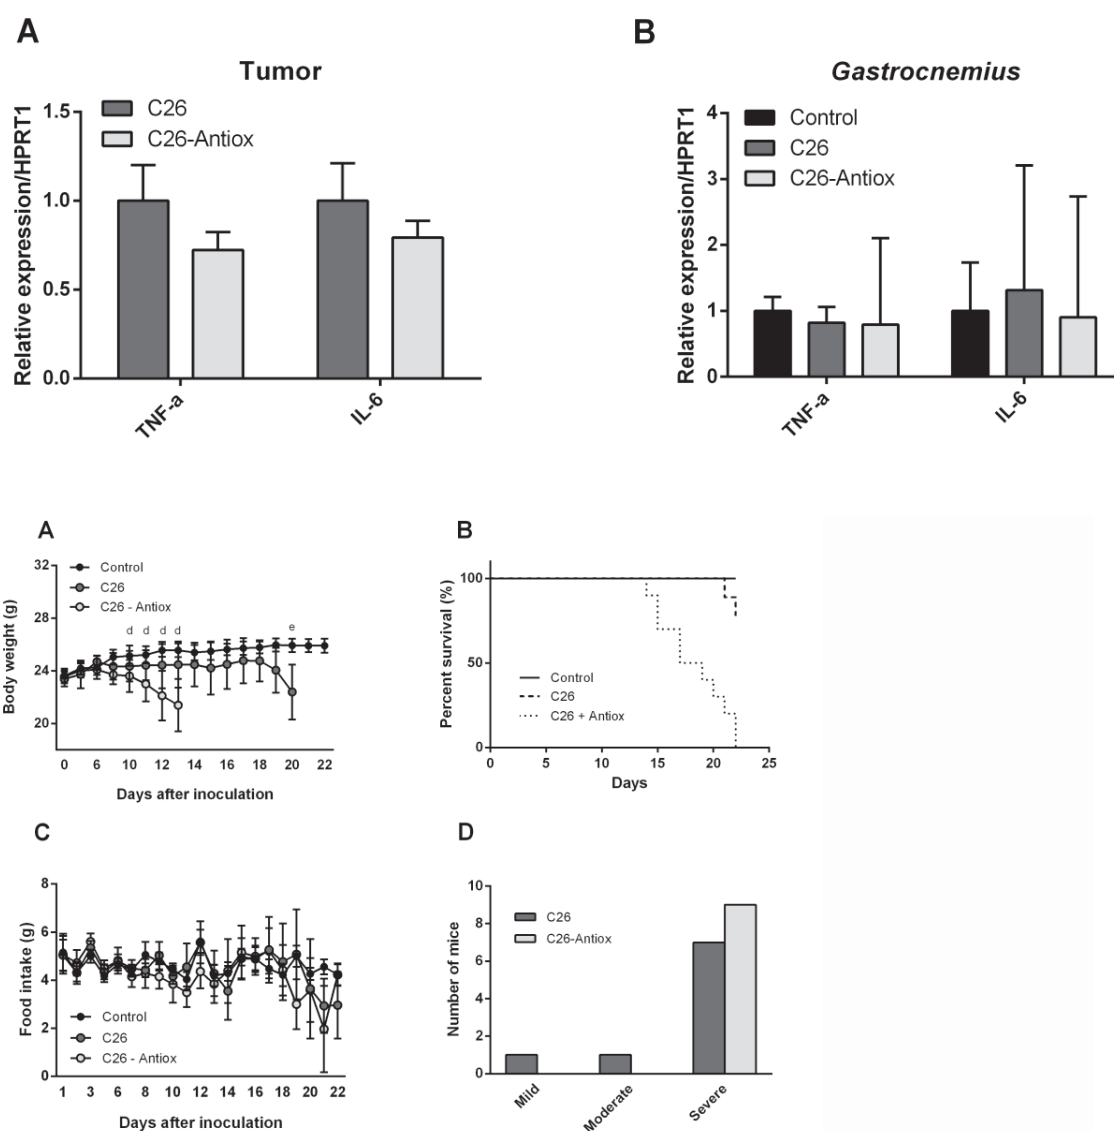 A
Tumor
C26
C26-Antiox
Relative expression/HPRT1
1.5
1.0
0.5
0.0
TNF-a
IL-6
B
Gastrocnemius
Control
C26
C26-Antiox
Relative expression/HPRT1
4
3
2
1
0
TNF-a
IL-6
A
Control
C26
C26 - Antiox
Body weight (g)
32
28
24
20
d d d d e
0 3 6 8 10 12 14 16 18 20 22
Days after inoculation
B
Percent survival (%)
100
50
0
Control
C26
C26 + Antiox
0 5 10 15 20 25
Days
C
Food intake (g)
8
6
4
2
0
Control
C26
C26 - Antiox
1 3 6 8 10 12 14 16 18 20 22
Days after inoculation
D
Number of mice
10
8
6
4
2
0
C26
C26-Antiox
Mild
Moderate
Severe